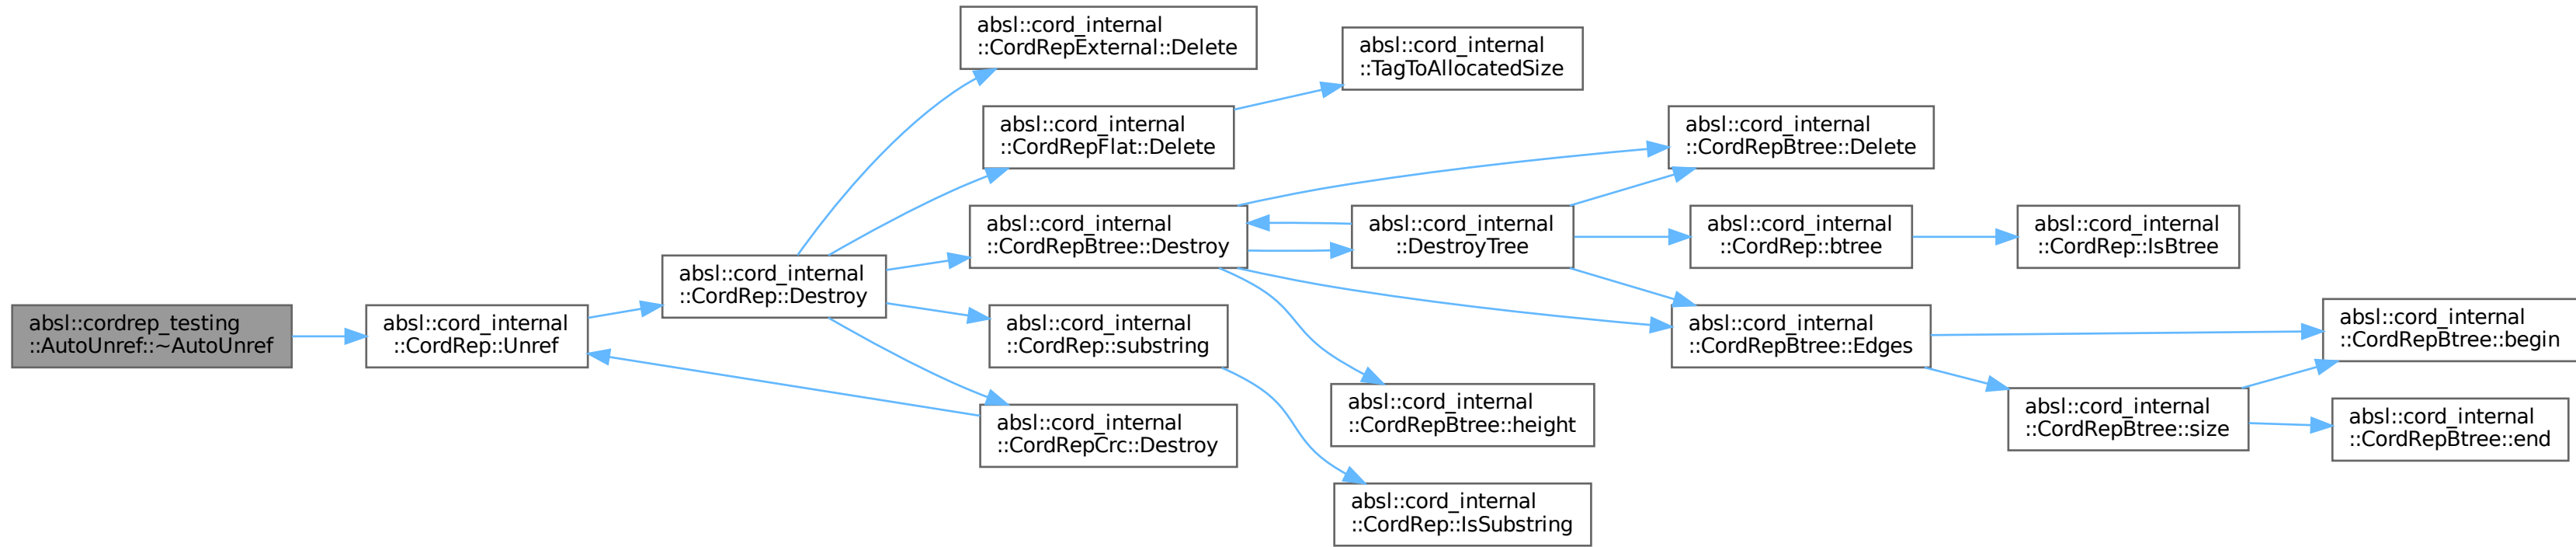 absl::cordrep_testing
::AutoUnref::~AutoUnref
absl::cord_internal
::CordRep::Unref
absl::cord_internal
::CordRep::Destroy
absl::cord_internal
::CordRepExternal::Delete
absl::cord_internal
::CordRepFlat::Delete
absl::cord_internal
::TagToAllocatedSize
absl::cord_internal
::CordRepBtree::Destroy
absl::cord_internal
::CordRepBtree::Delete
absl::cord_internal
::DestroyTree
absl::cord_internal
::CordRep::btree
absl::cord_internal
::CordRep::IsBtree
absl::cord_internal
::CordRepBtree::Edges
absl::cord_internal
::CordRepBtree::begin
absl::cord_internal
::CordRepBtree::size
absl::cord_internal
::CordRepBtree::end
absl::cord_internal
::CordRepBtree::height
absl::cord_internal
::CordRep::substring
absl::cord_internal
::CordRep::IsSubstring
absl::cord_internal
::CordRepCrc::Destroy